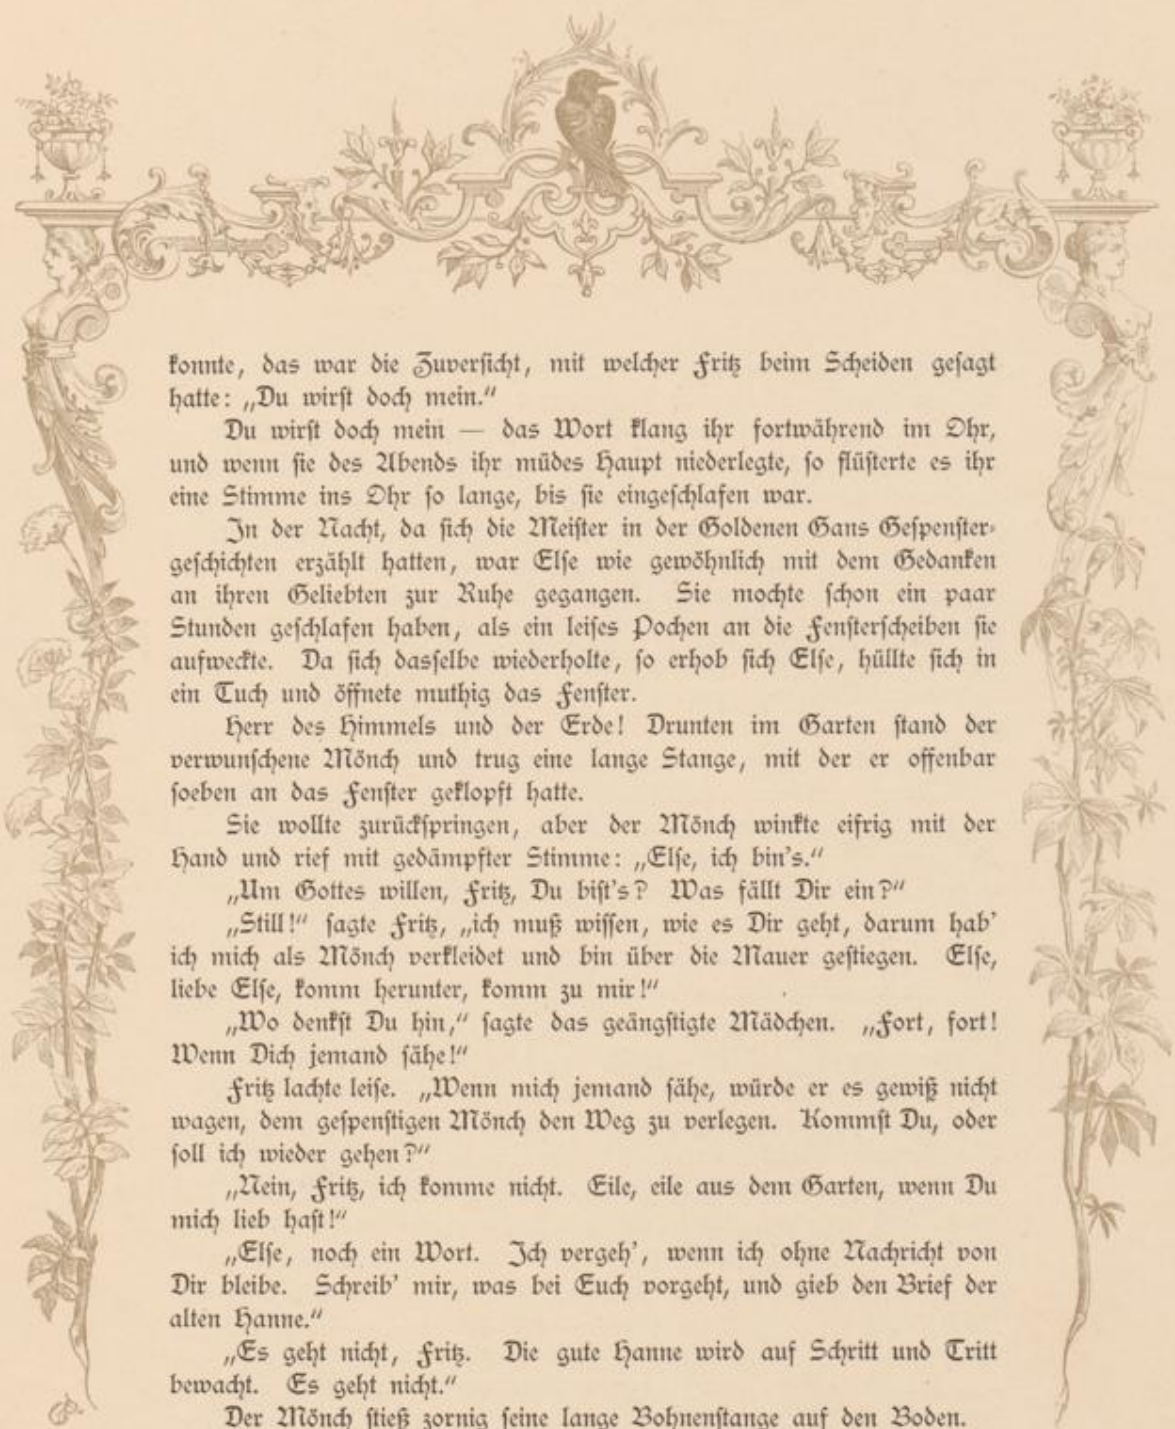 konnte, das war die Zuversicht, mit welcher Fritz beim Scheiden gesagt
hatte: „Du wirst doch mein.“
Du wirst doch mein — das Wort klang ihr fortwährend im Ohr,
und wenn sie des Abends ihr müdes Haupt niederlegte, so flüsterte es ihr
eine Stimme ins Ohr so lange, bis sie eingeschlafen war.
In der Nacht, da sich die Meister in der Goldenen Gans Gespenster-
geschichten erzählt hatten, war Else wie gewöhnlich mit dem Gedanken
an ihren Geliebten zur Ruhe gegangen. Sie mochte schon ein paar
Stunden geschlafen haben, als ein leises Pochen an die Fensterscheiben sie
aufweckte. Da sich dasselbe wiederholte, so erhob sich Else, hüllte sich in
ein Tuch und öffnete muthig das Fenster.
Herr des Himmels und der Erde! Drunten im Garten stand der
verwunschene Mönch und trug eine lange Stange, mit der er offenbar
soeben an das Fenster geklopft hatte.
Sie wollte zurückspringen, aber der Mönch winkte eifrig mit der
Hand und rief mit gedämpfter Stimme: „Else, ich bin's.“
„Um Gottes willen, Fritz, Du bist's? Was fällt Dir ein?“
„Still!“ sagte Fritz, „ich muß wissen, wie es Dir geht, darum hab'
ich mich als Mönch verkleidet und bin über die Mauer gestiegen. Else,
liebe Else, komm herunter, komm zu mir!“
„Wo denkst Du hin,“ sagte das geängstigte Mädchen. „Fort, fort!
Wenn Dich jemand sähe!“
Fritz lachte leise. „Wenn mich jemand sähe, würde er es gewiß nicht
wagen, dem gespenstigen Mönch den Weg zu verlegen. Kommst Du, oder
soll ich wieder gehen?“
„Nein, Fritz, ich komme nicht. Eile, eile aus dem Garten, wenn Du
mich lieb hast!“
„Else, noch ein Wort. Ich vergeh', wenn ich ohne Nachricht von
Dir bleibe. Schreib' mir, was bei Euch vorgeht, und gieb den Brief der
alten Hanne.“
„Es geht nicht, Fritz. Die gute Hanne wird auf Schritt und Tritt
bewacht. Es geht nicht.“
Der Mönch stieß zornig seine lange Bohnenstange auf den Boden.